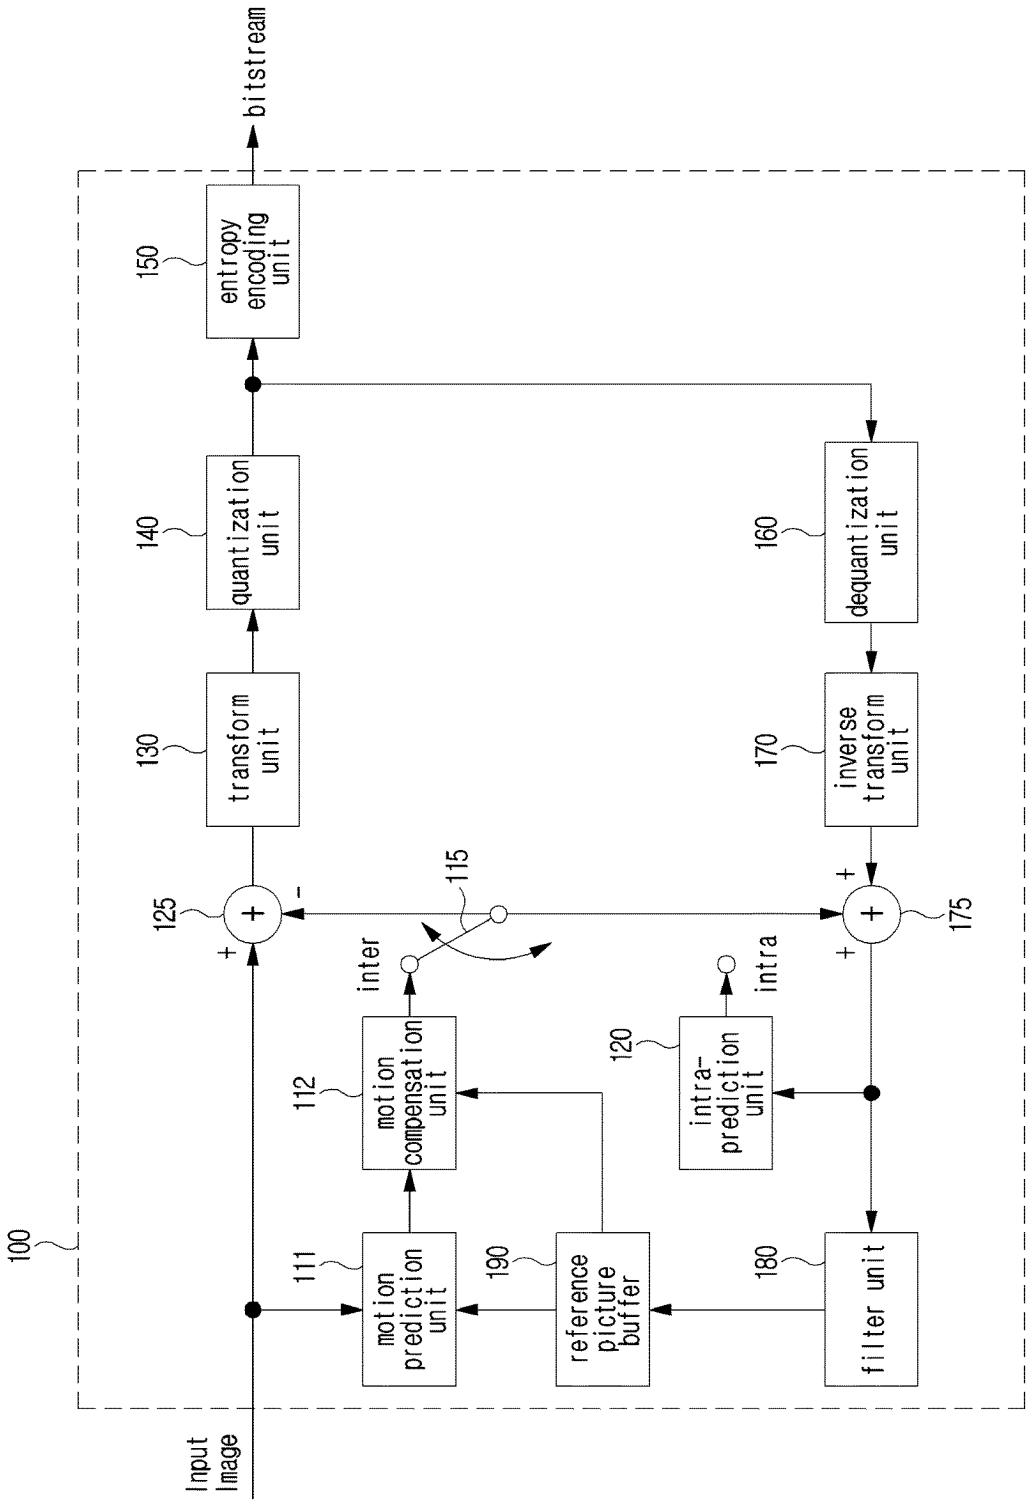 100
Input
Image
+
125
+
-
130
transform
unit
140
quantization
unit
150
entropy
encoding
unit
bitstream
111
motion
prediction
unit
112
motion
compensation
unit
inter
115
190
reference
picture
buffer
120
intra-
prediction
unit
intra
180
filter unit
+
+
+
175
170
inverse
transform
unit
160
dequantization
unit